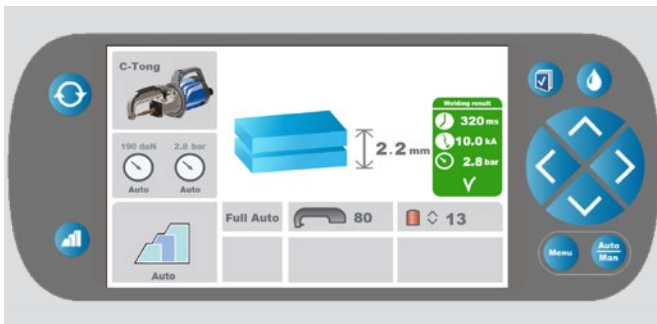 C-Tong
Welding result
320 ms
10.0 kA
2.8 bar
2.2 mm
190 daN 2.8 bar
Auto Auto
Full Auto 80 13
Auto
Menu
Auto
Man